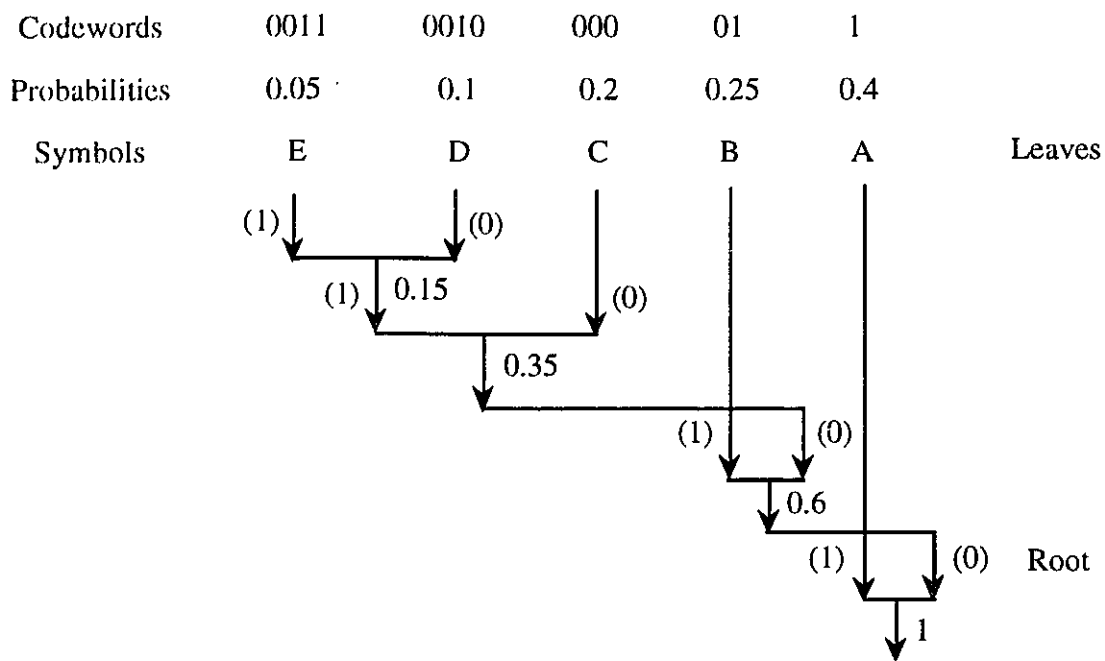 Codewords 0011 0010 000 01 1
Probabilities 0.05 0.1 0.2 0.25 0.4
Symbols E D C B A Leaves
(1) (0)
(1) 0.15 (0)
0.35
(1) (0)
0.6
(1) (0) Root
1